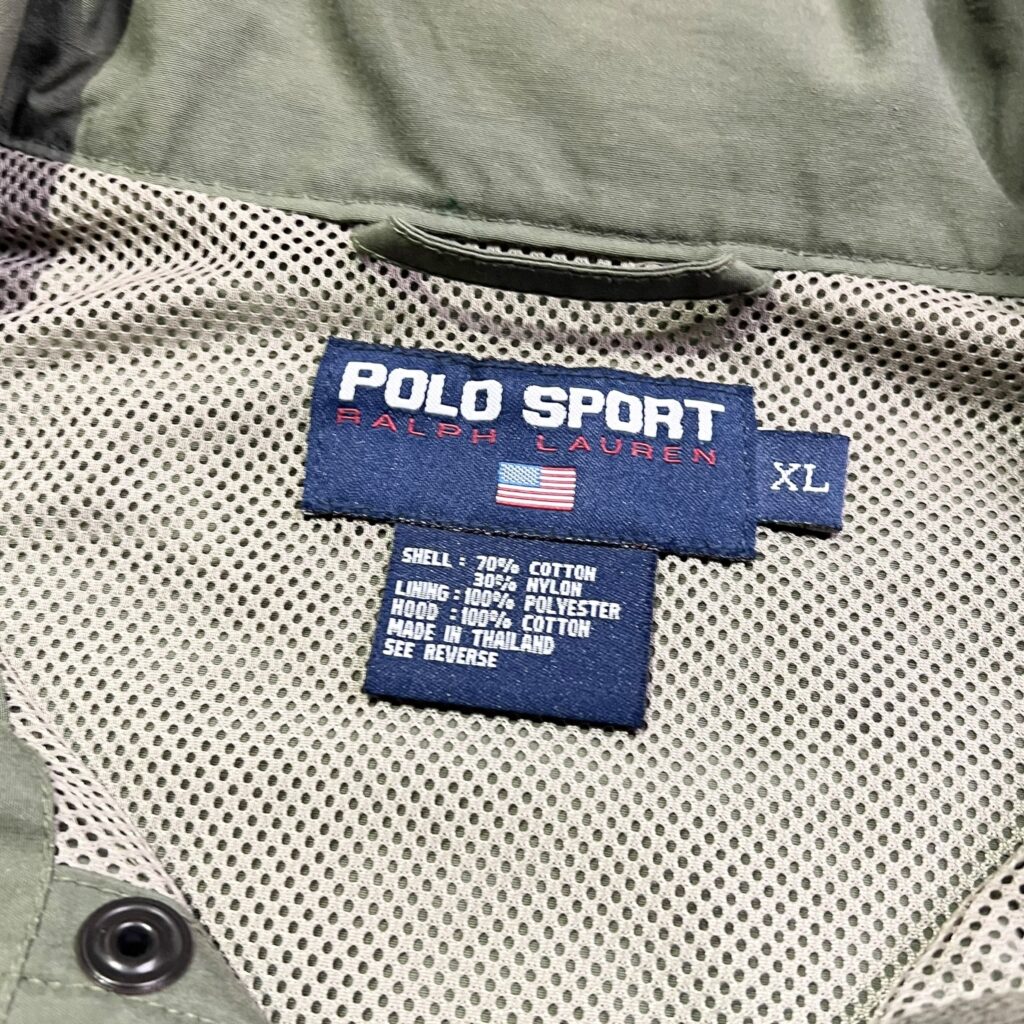 POLO SPORT
RALPH LAUREN
XL
SHELL : 70% COTTON
30% NYLON
LINING : 100% POLYESTER
HOOD : 100% COTTON
MADE IN THAILAND
SEE REVERSE